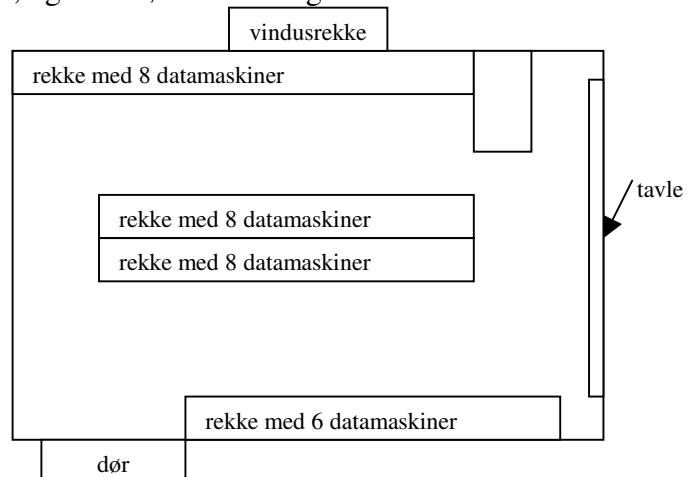 vindusrekke
rekke med 8 datamaskiner
tavle
rekke med 8 datamaskiner
rekke med 8 datamaskiner
rekke med 6 datamaskiner
dør